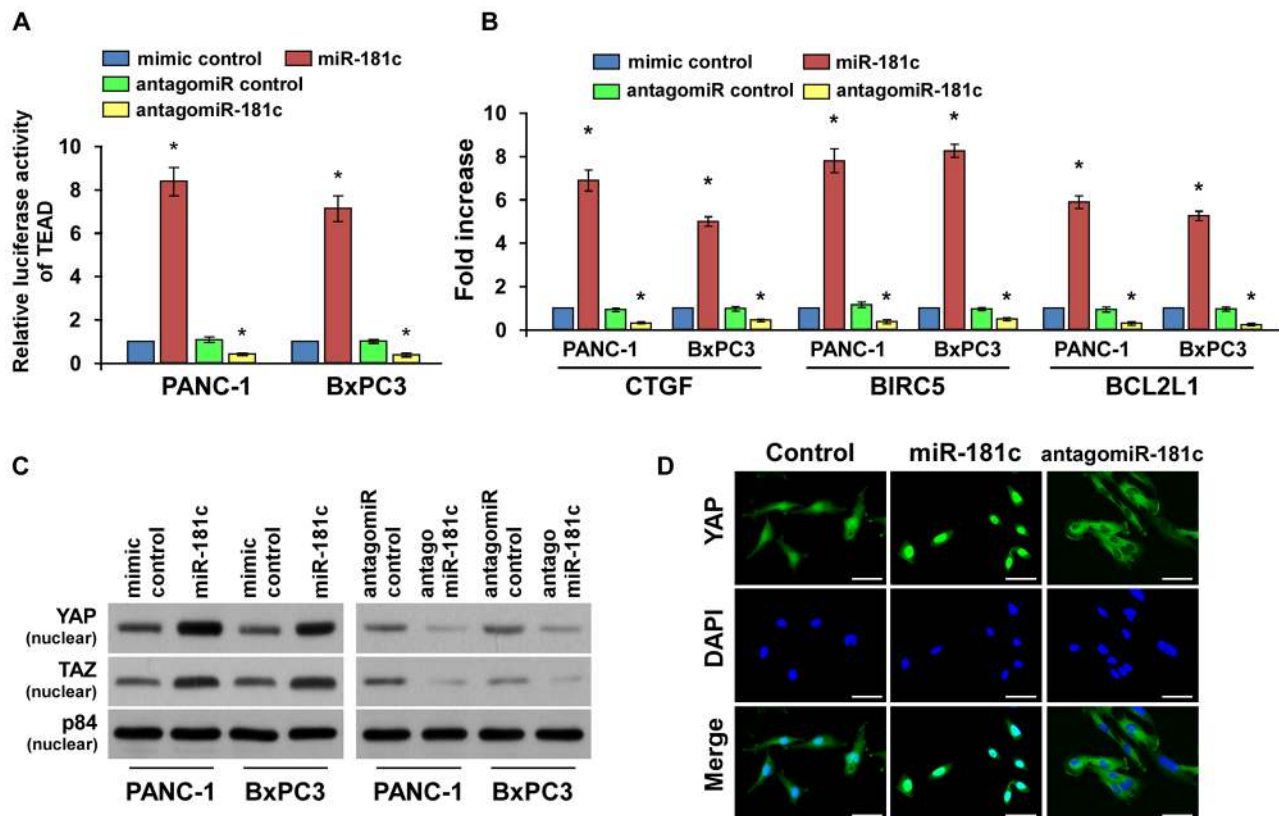 A
mimic control
miR-181c
antagomiR control
antagomiR-181c
Relative luciferase activity
of TEAD
10
8
6
4
2
0
*
*
*
*
PANC-1
BxPC3
B
mimic control
miR-181c
antagomiR control
antagomiR-181c
Fold increase
10
8
6
4
2
0
*
*
*
*
*
*
*
*
*
*
*
*
PANC-1
BxPC3
PANC-1
BxPC3
PANC-1
BxPC3
CTGF
BIRC5
BCL2L1
C
mimic
control
miR-181c
mimic
control
miR-181c
antagomiR
control
antago
miR-181c
antagomiR
control
antago
miR-181c
YAP
(nuclear)
TAZ
(nuclear)
p84
(nuclear)
PANC-1
BxPC3
PANC-1
BxPC3
D
Control
miR-181c
antagomiR-181c
YAP
DAPI
Merge